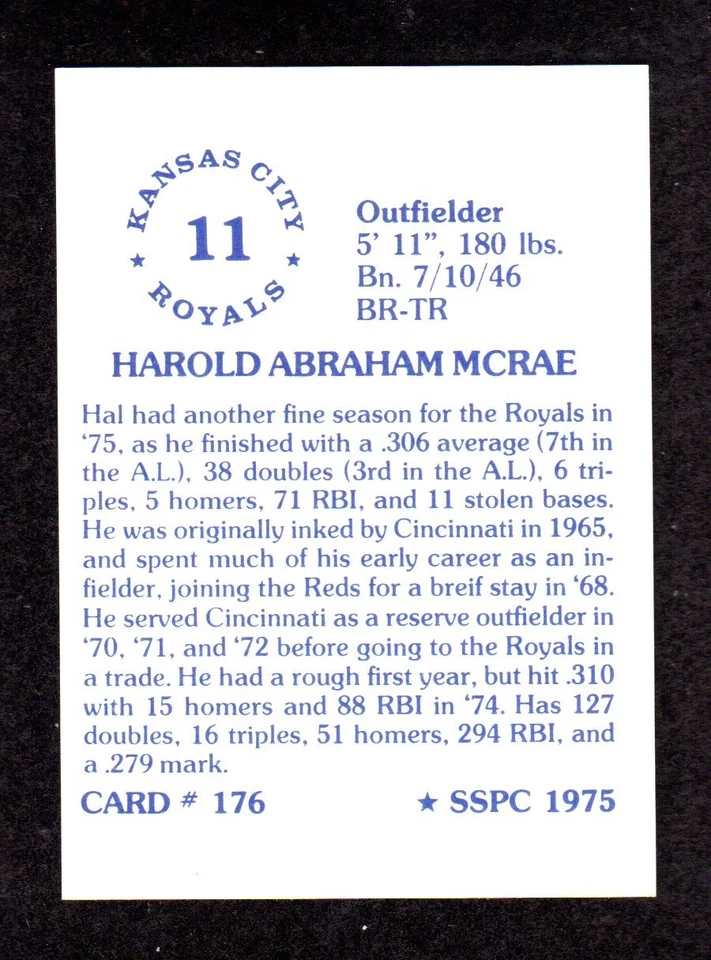 KANSAS CITY
11
★ ★
ROYALS
Outfielder
5’ 11”, 180 lbs.
Bn. 7/10/46
BR-TR
HAROLD ABRAHAM MCRAE
Hal had another fine season for the Royals in
‘75, as he finished with a .306 average (7th in
the A.L.), 38 doubles (3rd in the A.L.), 6 tri-
ples, 5 homers, 71 RBI, and 11 stolen bases.
He was originally inked by Cincinnati in 1965,
and spent much of his early career as an in-
fielder, joining the Reds for a breif stay in ‘68.
He served Cincinnati as a reserve outfielder in
‘70, ‘71, and ‘72 before going to the Royals in
a trade. He had a rough first year, but hit .310
with 15 homers and 88 RBI in ‘74. Has 127
doubles, 16 triples, 51 homers, 294 RBI, and
a .279 mark.
CARD # 176 ★ SSPC 1975